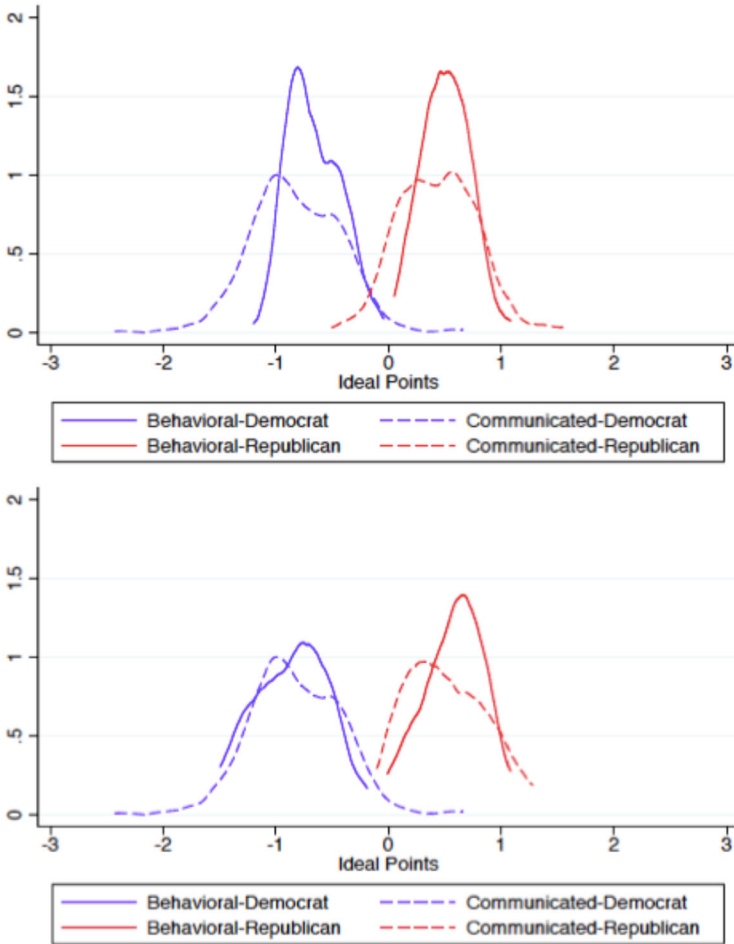 2
1.5
1
.5
0
-3 -2 -1 0 1 2 3
Ideal Points
Behavioral-Democrat Communicated-Democrat
Behavioral-Republican Communicated-Republican
2
1.5
1
.5
0
-3 -2 -1 0 1 2 3
Ideal Points
Behavioral-Democrat Communicated-Democrat
Behavioral-Republican Communicated-Republican